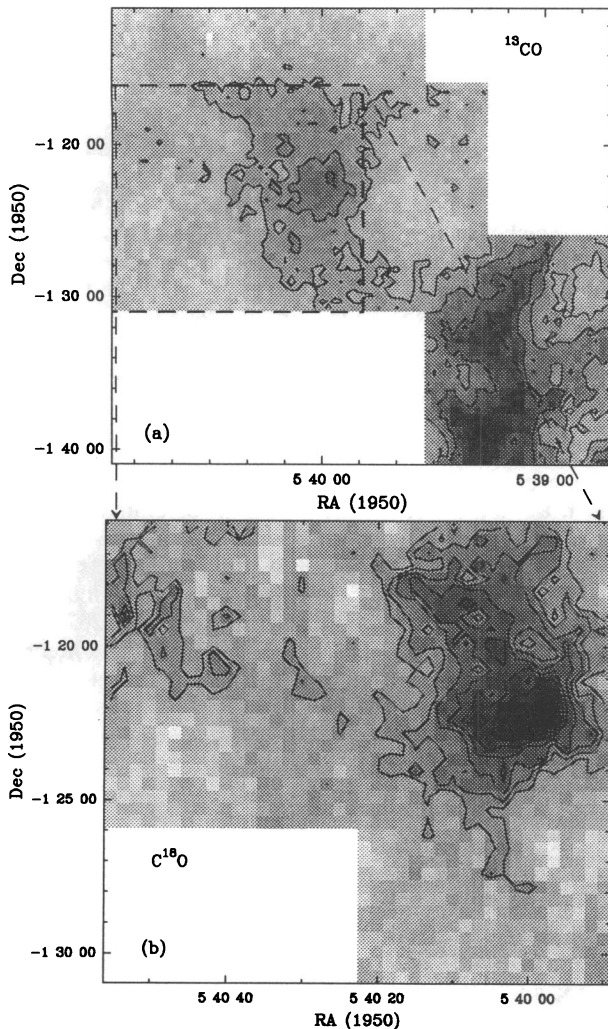 ¹³CO
-1 20 00
Dec (1950)
-1 30 00
(a)
-1 40 00
5 40 00
5 39 00
RA (1950)
-1 20 00
Dec (1950)
-1 25 00
C¹⁸O
-1 30 00
(b)
5 40 40
5 40 20
5 40 00
RA (1950)